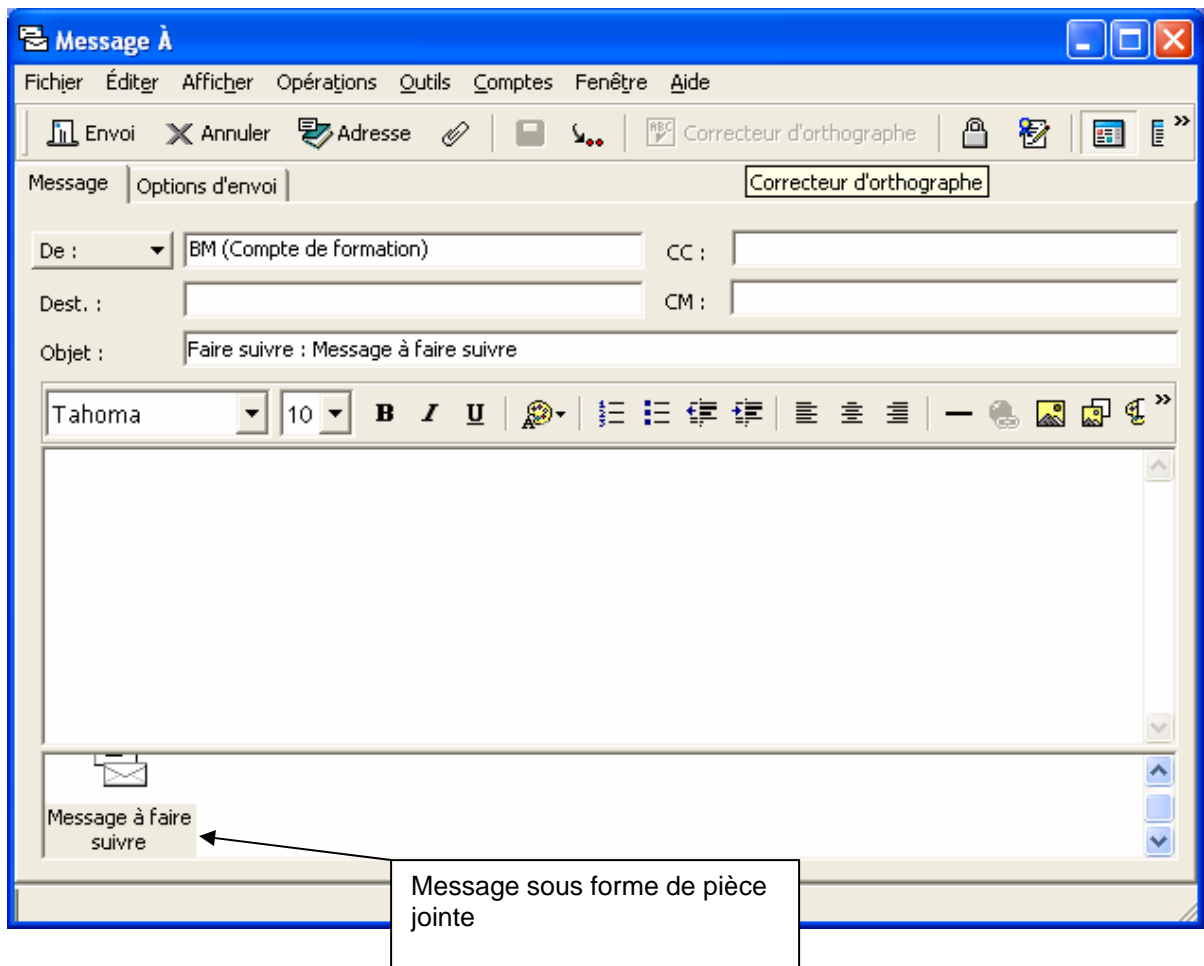 Message À
Fichier Éditer Afficher Opérations Outils Comptes Fenêtre Aide
Envoi Annuler Adresse ABC Correcteur d'orthographe »
Message Options d'envoi Correcteur d'orthographe
De : BM (Compte de formation) CC :
Dest. : CM :
Objet : Faire suivre : Message à faire suivre
Tahoma 10 B I U »
Message à faire
suivre
Message sous forme de pièce
jointe